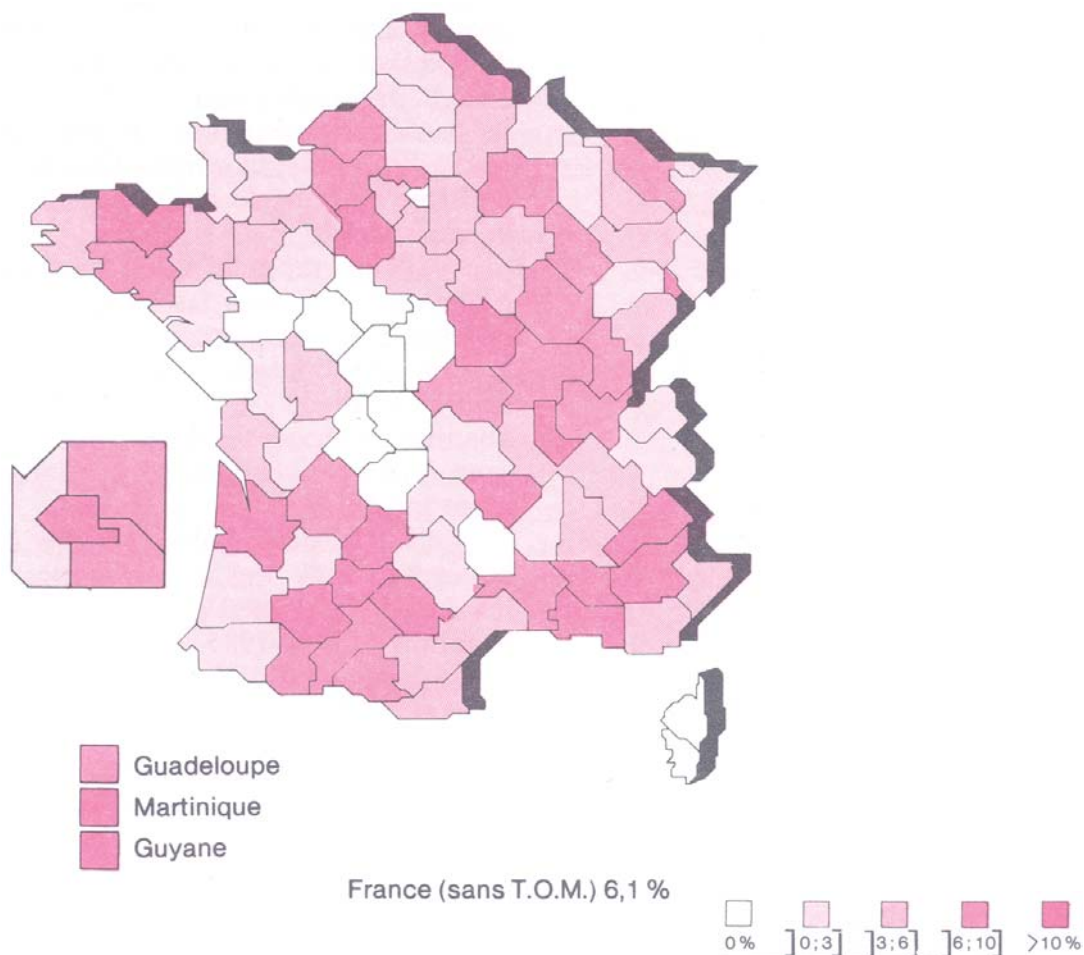 Guadeloupe
Martinique
Guyane
France (sans T.O.M.) 6,1 %
0 % ]0 ; 3] ]3 ; 6] ]6 ; 10] >10 %